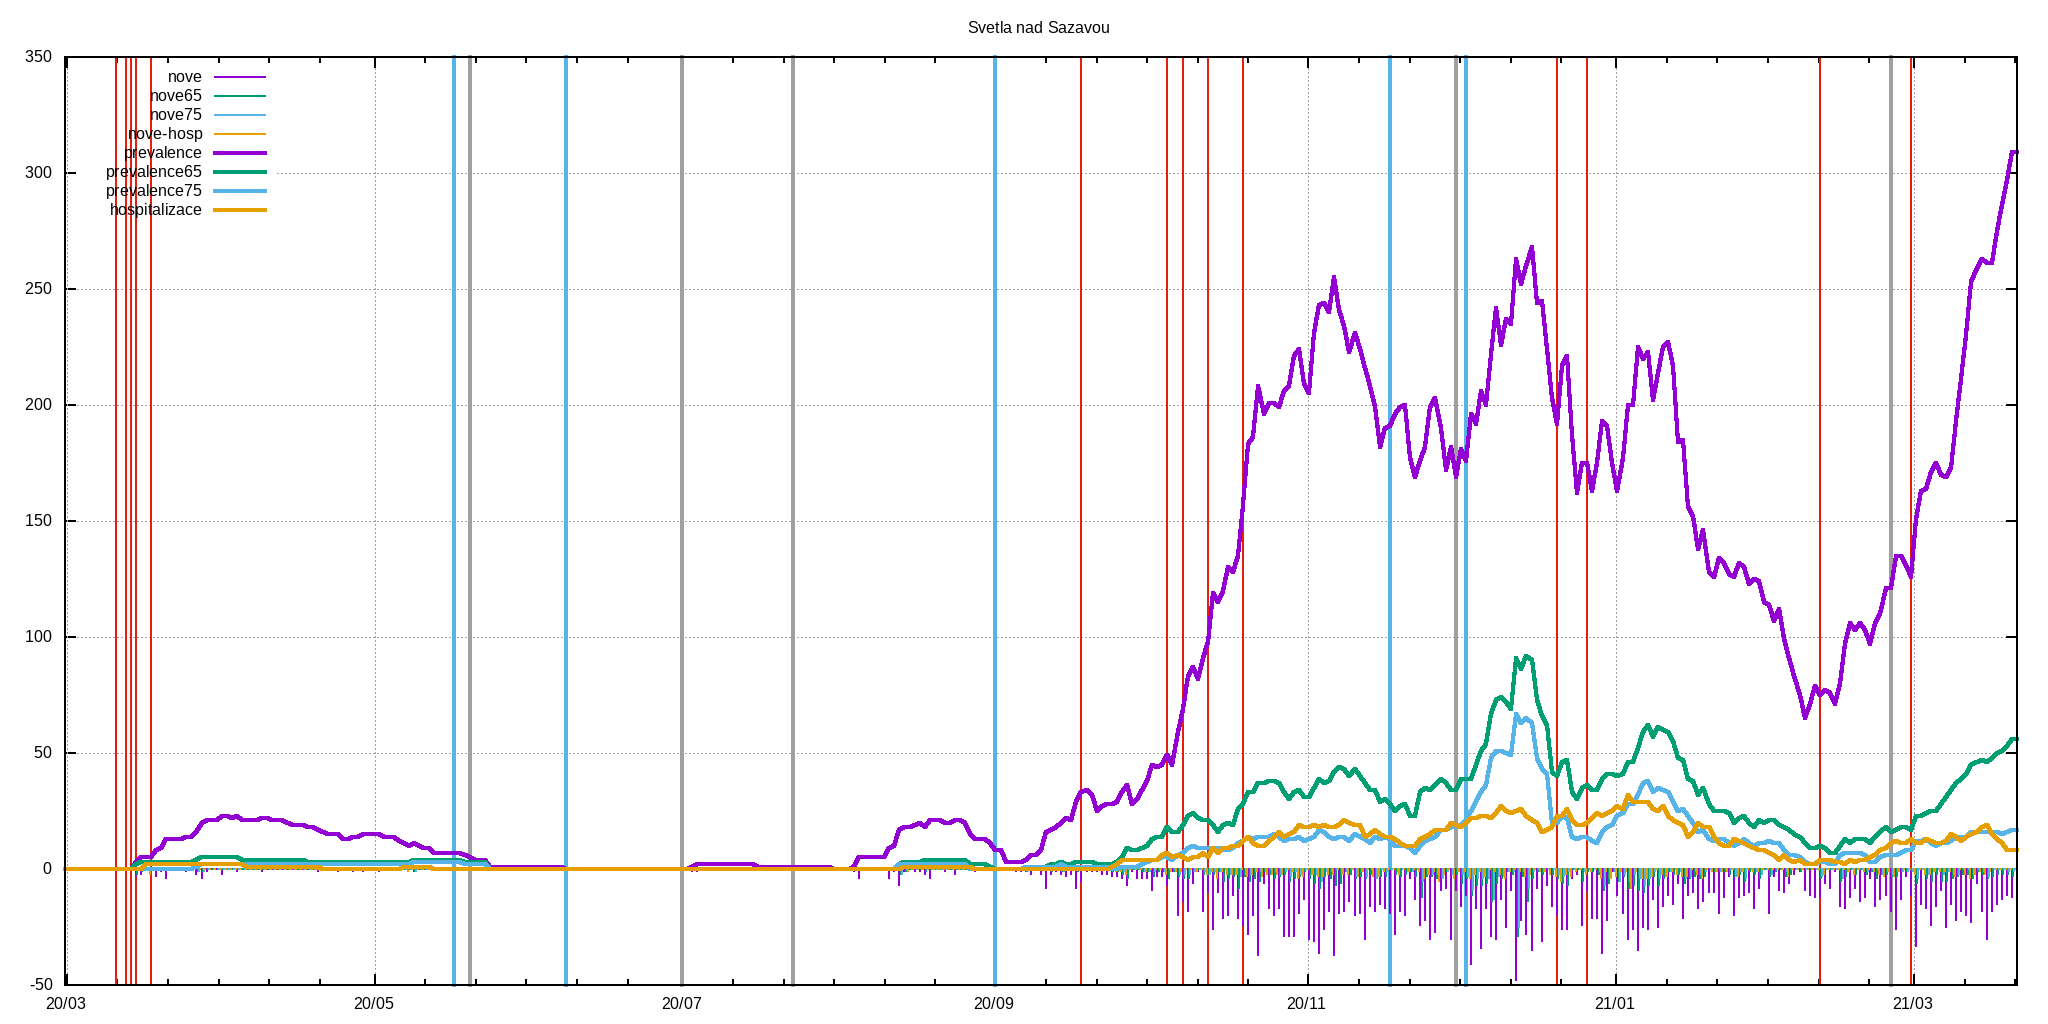 Svetla nad Sazavou
350
300
250
200
150
100
50
0
-50
nove
nove65
nove75
nove-hosp
prevalence
prevalence65
prevalence75
hospitalizace
20/03 20/05 20/07 20/09 20/11 21/01 21/03